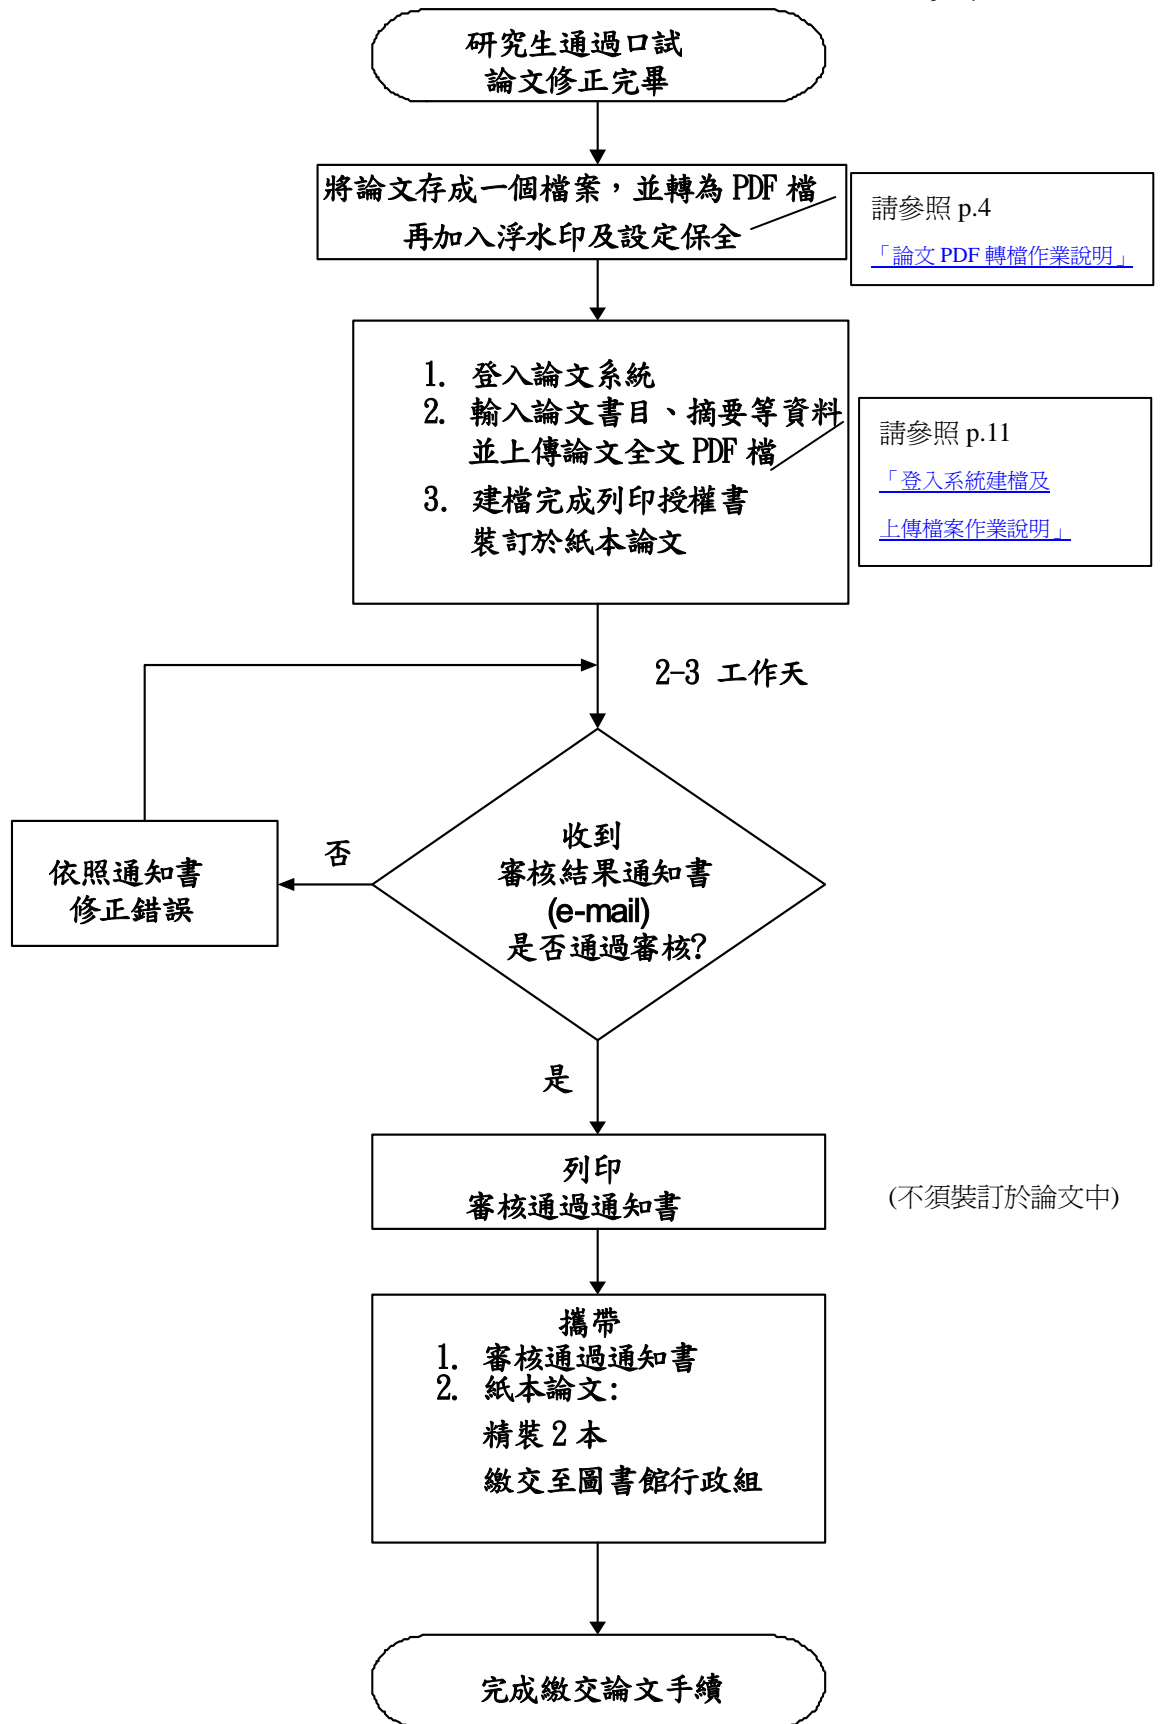 研究生通過口試
論文修正完畢
將論文存成一個檔案，並轉為 PDF 檔
再加入浮水印及設定保全
請參照 p.4
「論文 PDF 轉檔作業說明」
1. 登入論文系統
2. 輸入論文書目、摘要等資料
並上傳論文全文 PDF 檔
3. 建檔完成列印授權書
裝訂於紙本論文
請參照 p.11
「登入系統建檔及
上傳檔案作業說明」
2-3 工作天
收到
審核結果通知書
(e-mail)
是否通過審核?
否
依照通知書
修正錯誤
是
列印
審核通過通知書
(不須裝訂於論文中)
攜帶
1. 審核通過通知書
2. 紙本論文:
精裝 2 本
繳交至圖書館行政組
完成繳交論文手續